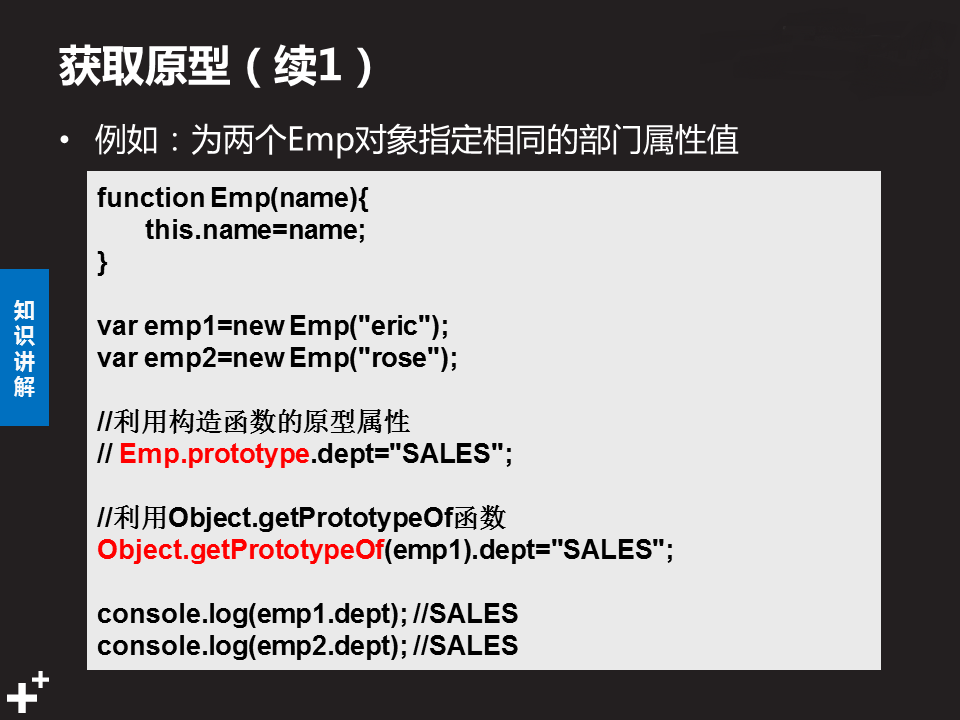 获取原型（续1）
• 例如：为两个Emp对象指定相同的部门属性值
function Emp(name){
this.name=name;
}
var emp1=new Emp("eric");
var emp2=new Emp("rose");
//利用构造函数的原型属性
// Emp.prototype.dept="SALES";
//利用Object.getPrototypeOf函数
Object.getPrototypeOf(emp1).dept="SALES";
console.log(emp1.dept); //SALES
console.log(emp2.dept); //SALES
知识讲解